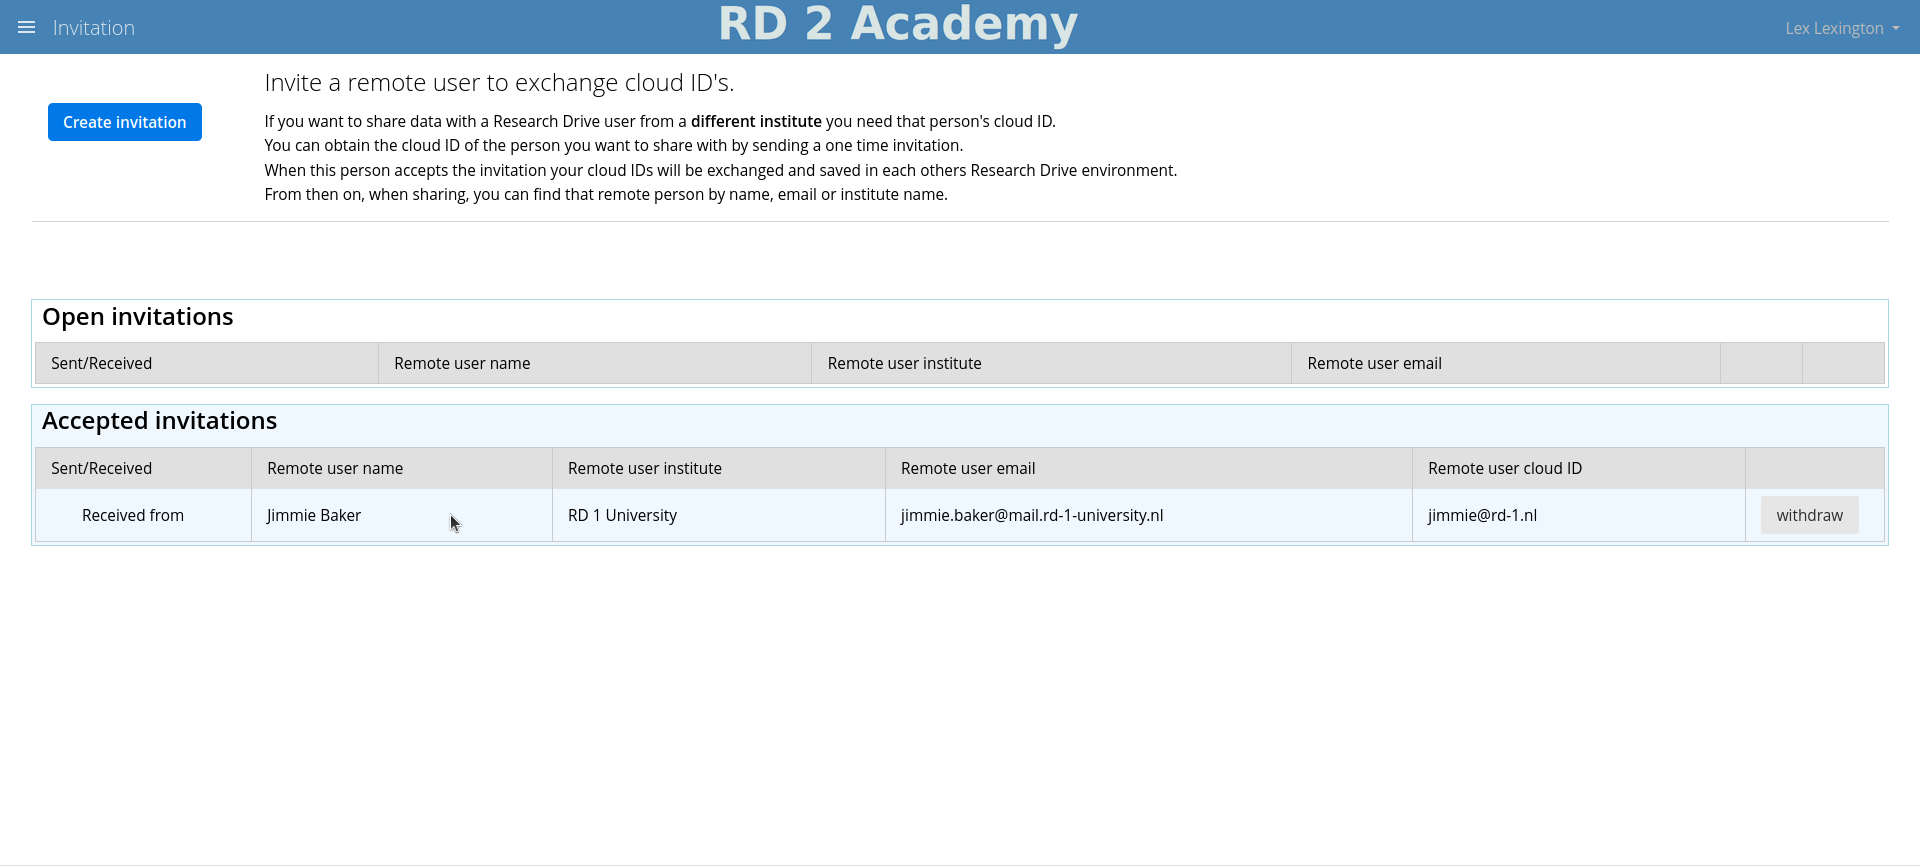 Invitation
RD 2 Academy
Lex Lexington
Create invitation
Invite a remote user to exchange cloud ID's.
If you want to share data with a Research Drive user from a different institute you need that person's cloud ID.
You can obtain the cloud ID of the person you want to share with by sending a one time invitation.
When this person accepts the invitation your cloud IDs will be exchanged and saved in each others Research Drive environment.
From then on, when sharing, you can find that remote person by name, email or institute name.
Open invitations
Sent/Received Remote user name Remote user institute Remote user email
Accepted invitations
Sent/Received Remote user name Remote user institute Remote user email Remote user cloud ID
Received from Jimmie Baker RD 1 University jimmie.baker@mail.rd-1-university.nl jimmie@rd-1.nl withdraw